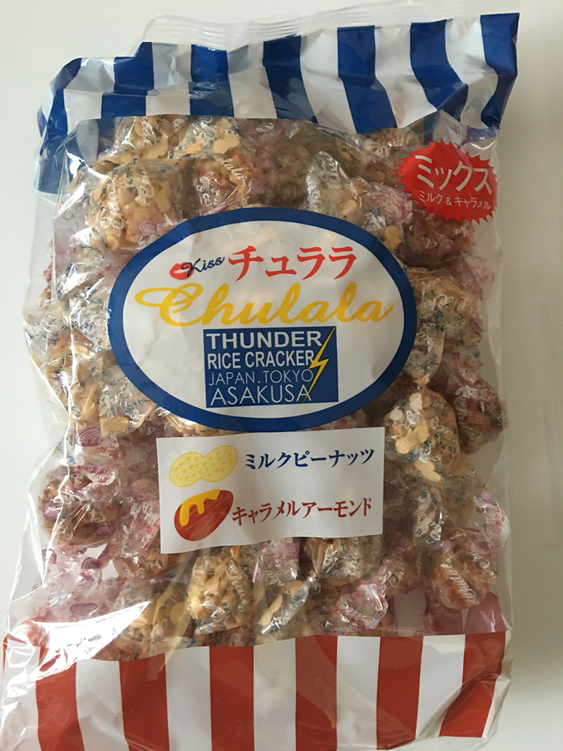 ミックス
ミルク&キャラメル
Kiss チュララ
Chulala
THUNDER
RICE CRACKER
JAPAN.TOKYO
ASAKUSA
ミルクピーナッツ
キャラメルアーモンド